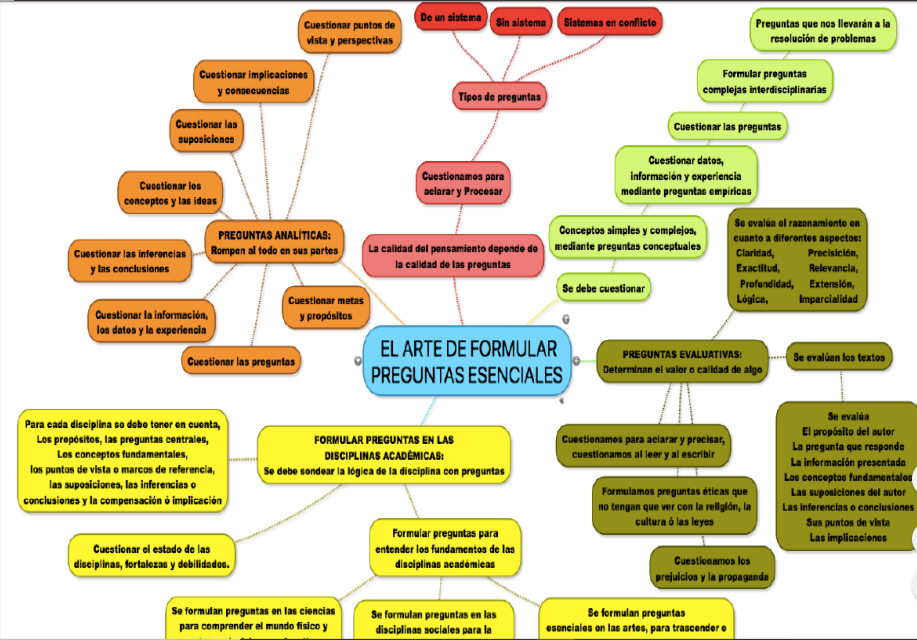 Cuestionar puntos de
vista y perspectivas
Cuestionar implicaciones
y consecuencias
Cuestionar las
suposiciones
Cuestionar los
conceptos y las ideas
PREGUNTAS ANALÍTICAS:
Rompen al todo en sus partes
Cuestionar las inferencias
y las conclusiones
Cuestionar metas
y propósitos
Cuestionar la información,
los datos y la experiencia
Cuestionar las preguntas
De un sistema
Sin sistema
Sistemas en conflicto
Tipos de preguntas
Cuestionamos para
aclarar y Procesar
La calidad del pensamiento depende de
la calidad de las preguntas
Preguntas que nos llevarán a la
resolución de problemas
Formular preguntas
complejas interdisciplinarias
Cuestionar las preguntas
Cuestionar datos,
información y experiencia
mediante preguntas empíricas
Conceptos simples y complejos,
mediante preguntas conceptuales
Se debe cuestionar
EL ARTE DE FORMULAR
PREGUNTAS ESENCIALES
Se evalúa el razonamiento en
cuanto a diferentes aspectos:
Claridad, Precisición,
Exactitud, Relevancia,
Profundidad, Extensión,
Lógica, Imparcialidad
PREGUNTAS EVALUATIVAS:
Determinan el valor o calidad de algo
Se evalúan los textos
Se evalúa
El propósito del autor
La pregunta que responde
La información presentada
Los conceptos fundamentales
Las suposiciones del autor
Las inferencias o conclusiones
Sus puntos de vista
Las implicaciones
Cuestionamos para aclarar y precisar,
cuestionamos al leer y al escribir
Formulamos preguntas éticas que
no tengan que ver con la religión, la
cultura ó las leyes
Cuestionamos los
prejuicios y la propaganda
Para cada disciplina se debe tener en cuenta,
Los propósitos, las preguntas centrales,
Los conceptos fundamentales,
los puntos de vista o marcos de referencia,
las suposiciones, las inferencias o
conclusiones y la compensación ó implicación
FORMULAR PREGUNTAS EN LAS
DISCIPLINAS ACADÉMICAS:
Se debe sondear la lógica de la disciplina con preguntas
Cuestionar el estado de las
disciplinas, fortalezas y debilidades.
Formular preguntas para
entender los fundamentos de las
disciplinas académicas
Se formulan preguntas en las ciencias
para comprender el mundo físico y
Se formulan preguntas en las
disciplinas sociales para la
Se formulan preguntas
esenciales en las artes, para trascender o